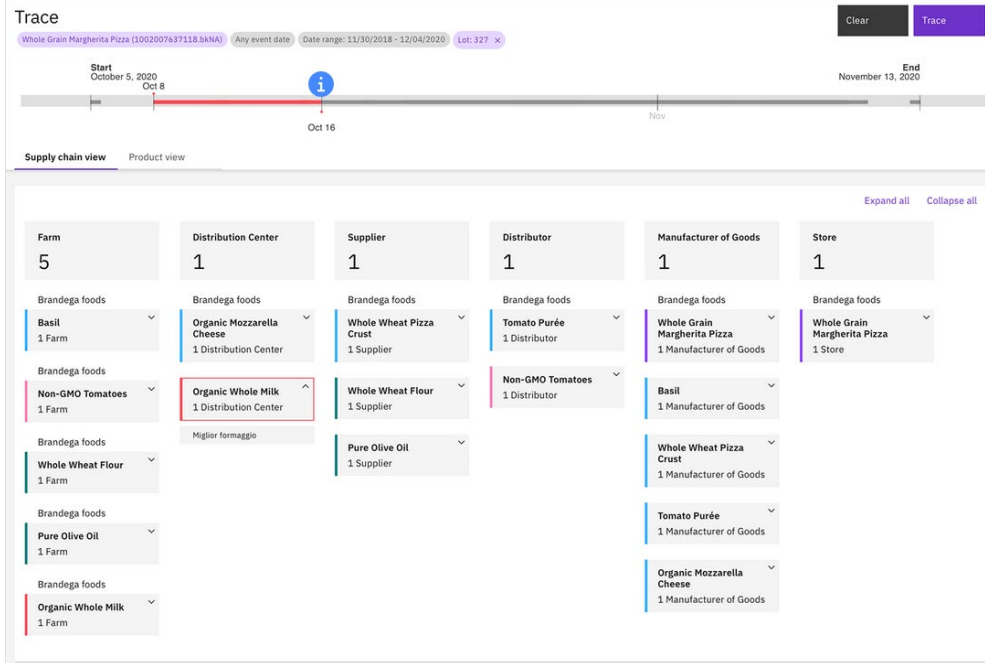 Trace
Clear
Trace
Whole Grain Margherita Pizza (1002007637118.bkNA)
Any event date
Date range: 11/30/2018 - 12/04/2020
Lot: 327 ×
Start
October 5, 2020
End
November 13, 2020
Oct 8
i
Nov
Oct 16
Supply chain view
Product view
Expand all
Collapse all
Farm
5
Brandega foods
Basil
1 Farm
Brandega foods
Non-GMO Tomatoes
1 Farm
Brandega foods
Whole Wheat Flour
1 Farm
Brandega foods
Pure Olive Oil
1 Farm
Brandega foods
Organic Whole Milk
1 Farm
Distribution Center
1
Brandega foods
Organic Mozzarella
Cheese
1 Distribution Center
Organic Whole Milk
1 Distribution Center
Miglior formaggio
Supplier
1
Brandega foods
Whole Wheat Pizza
Crust
1 Supplier
Whole Wheat Flour
1 Supplier
Pure Olive Oil
1 Supplier
Distributor
1
Brandega foods
Tomato Purée
1 Distributor
Non-GMO Tomatoes
1 Distributor
Manufacturer of Goods
1
Brandega foods
Whole Grain
Margherita Pizza
1 Manufacturer of Goods
Basil
1 Manufacturer of Goods
Whole Wheat Pizza
Crust
1 Manufacturer of Goods
Tomato Purée
1 Manufacturer of Goods
Organic Mozzarella
Cheese
1 Manufacturer of Goods
Store
1
Brandega foods
Whole Grain
Margherita Pizza
1 Store